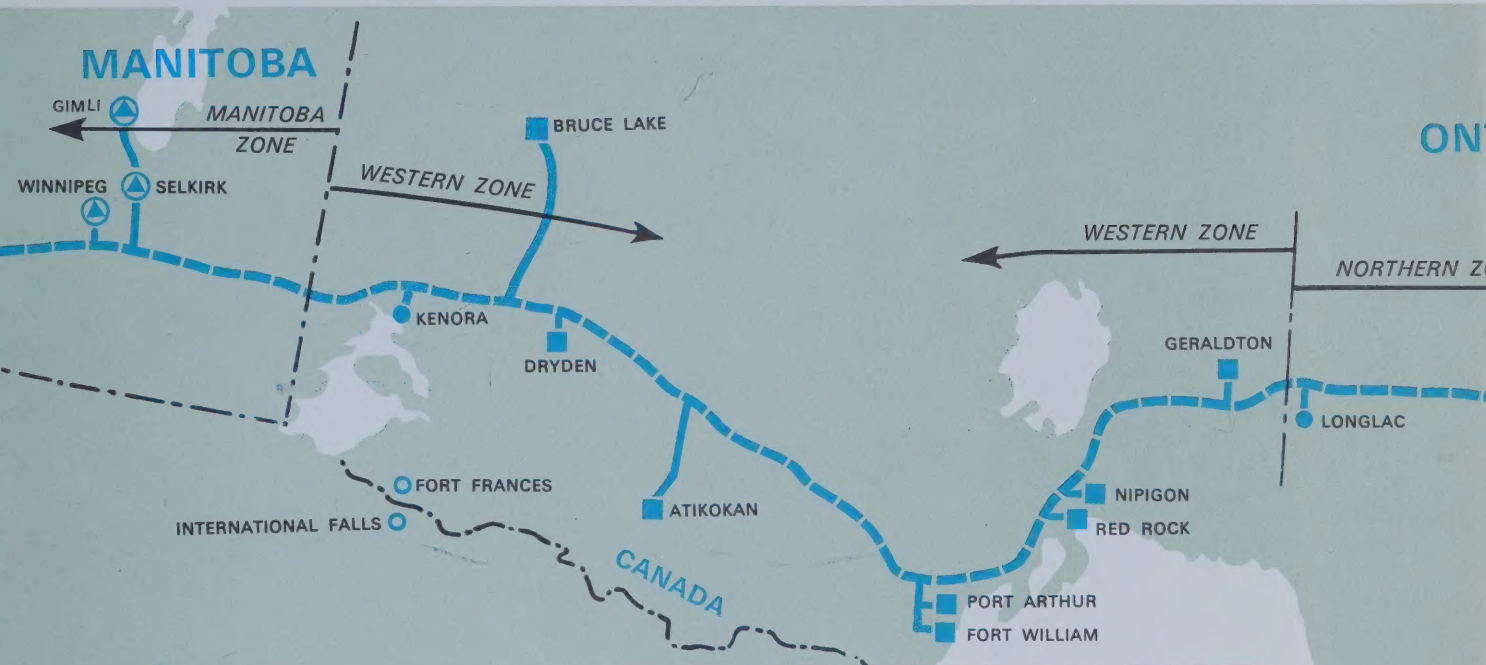 MANITOBA
GIMLI
MANITOBA
ZONE
BRUCE LAKE
WESTERN ZONE
WINNIPEG
SELKIRK
ON
WESTERN ZONE
NORTHERN
KENORA
DRYDEN
GERALDTON
LONGLAC
FORT FRANCES
INTERNATIONAL FALLS
ATIKOKAN
NIPIGON
RED ROCK
CANADA
PORT ARTHUR
FORT WILLIAM